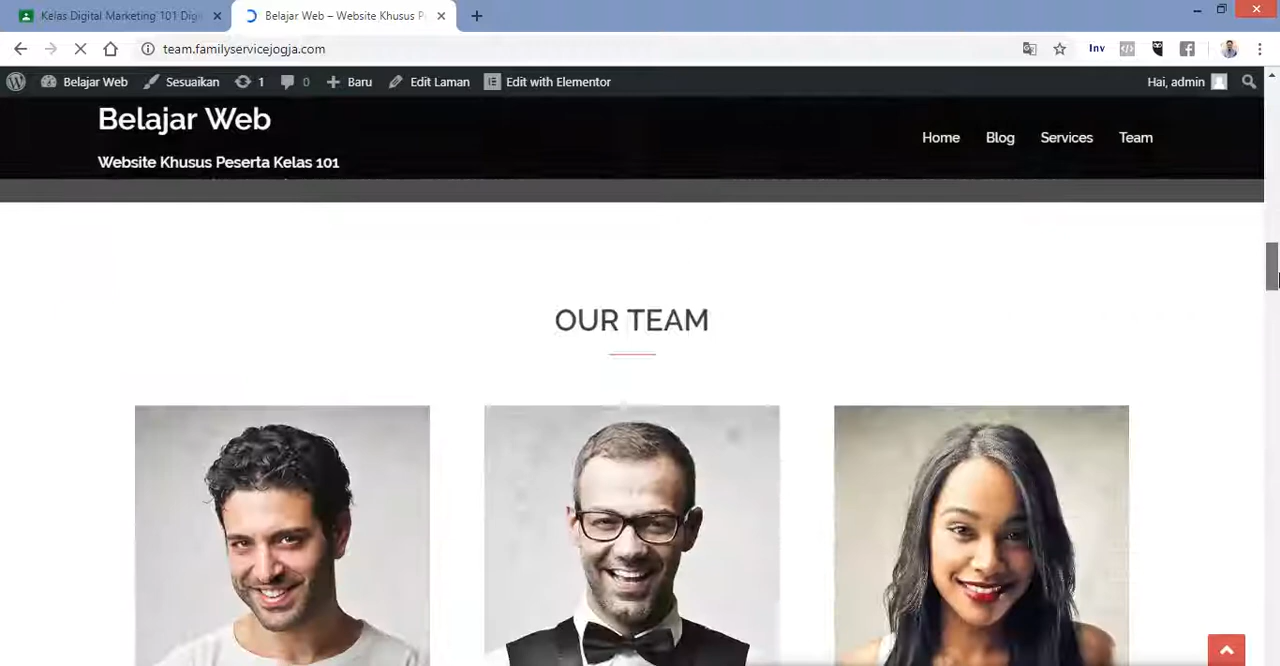 Kelas Digital Marketing 101 Dig
Belajar Web – Website Khusus P
team.familyservicejogja.com
Inv
Belajar Web
Sesuaikan
1
0
Baru
Edit Laman
Edit with Elementor
Hai, admin
Belajar Web
Website Khusus Peserta Kelas 101
Home
Blog
Services
Team
OUR TEAM